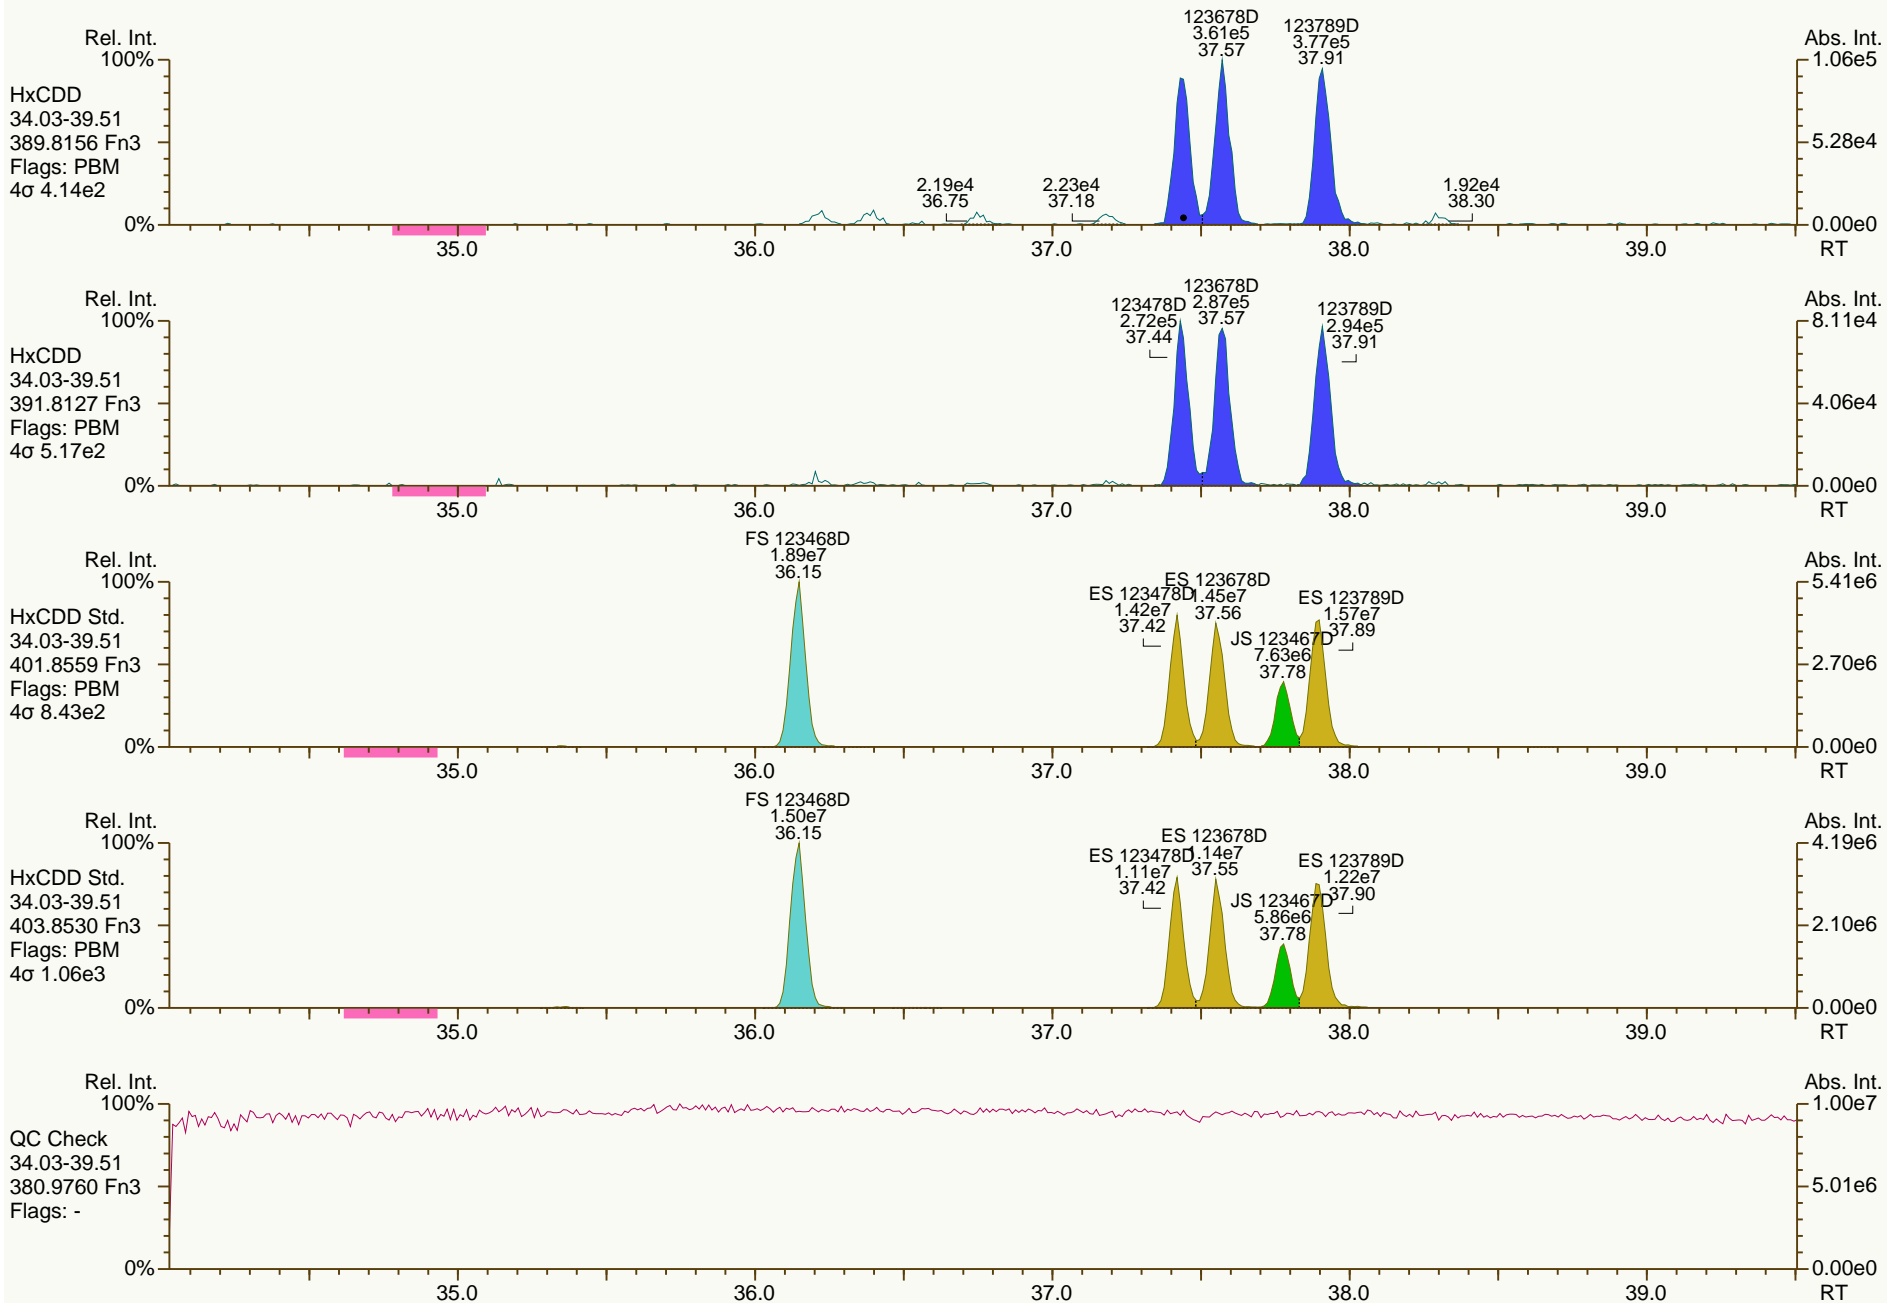 Rel. Int.
100%
0%
HxCDD
34.03-39.51
389.8156 Fn3
Flags: PBM
4σ 4.14e2
2.19e4
36.75
2.23e4
37.18
123678D
3.61e5
37.57
123789D
3.77e5
37.91
1.92e4
38.30
Abs. Int.
1.06e5
5.28e4
0.00e0
35.0
36.0
37.0
38.0
39.0
RT
Rel. Int.
100%
0%
HxCDD
34.03-39.51
391.8127 Fn3
Flags: PBM
4σ 5.17e2
123478D
2.72e5
37.44
123678D
2.87e5
37.57
123789D
2.94e5
37.91
Abs. Int.
8.11e4
4.06e4
0.00e0
35.0
36.0
37.0
38.0
39.0
RT
Rel. Int.
100%
0%
HxCDD Std.
34.03-39.51
401.8559 Fn3
Flags: PBM
4σ 8.43e2
FS 123468D
1.89e7
36.15
ES 123478D
1.42e7
37.42
ES 123678D
1.45e7
37.56
JS 123467D
7.63e6
37.78
ES 123789D
1.57e7
37.89
Abs. Int.
5.41e6
2.70e6
0.00e0
35.0
36.0
37.0
38.0
39.0
RT
Rel. Int.
100%
0%
HxCDD Std.
34.03-39.51
403.8530 Fn3
Flags: PBM
4σ 1.06e3
FS 123468D
1.50e7
36.15
ES 123478D
1.11e7
37.42
ES 123678D
1.14e7
37.55
JS 123467D
5.86e6
37.78
ES 123789D
1.22e7
37.90
Abs. Int.
4.19e6
2.10e6
0.00e0
35.0
36.0
37.0
38.0
39.0
RT
Rel. Int.
100%
0%
QC Check
34.03-39.51
380.9760 Fn3
Flags: -
Abs. Int.
1.00e7
5.01e6
0.00e0
35.0
36.0
37.0
38.0
39.0
RT